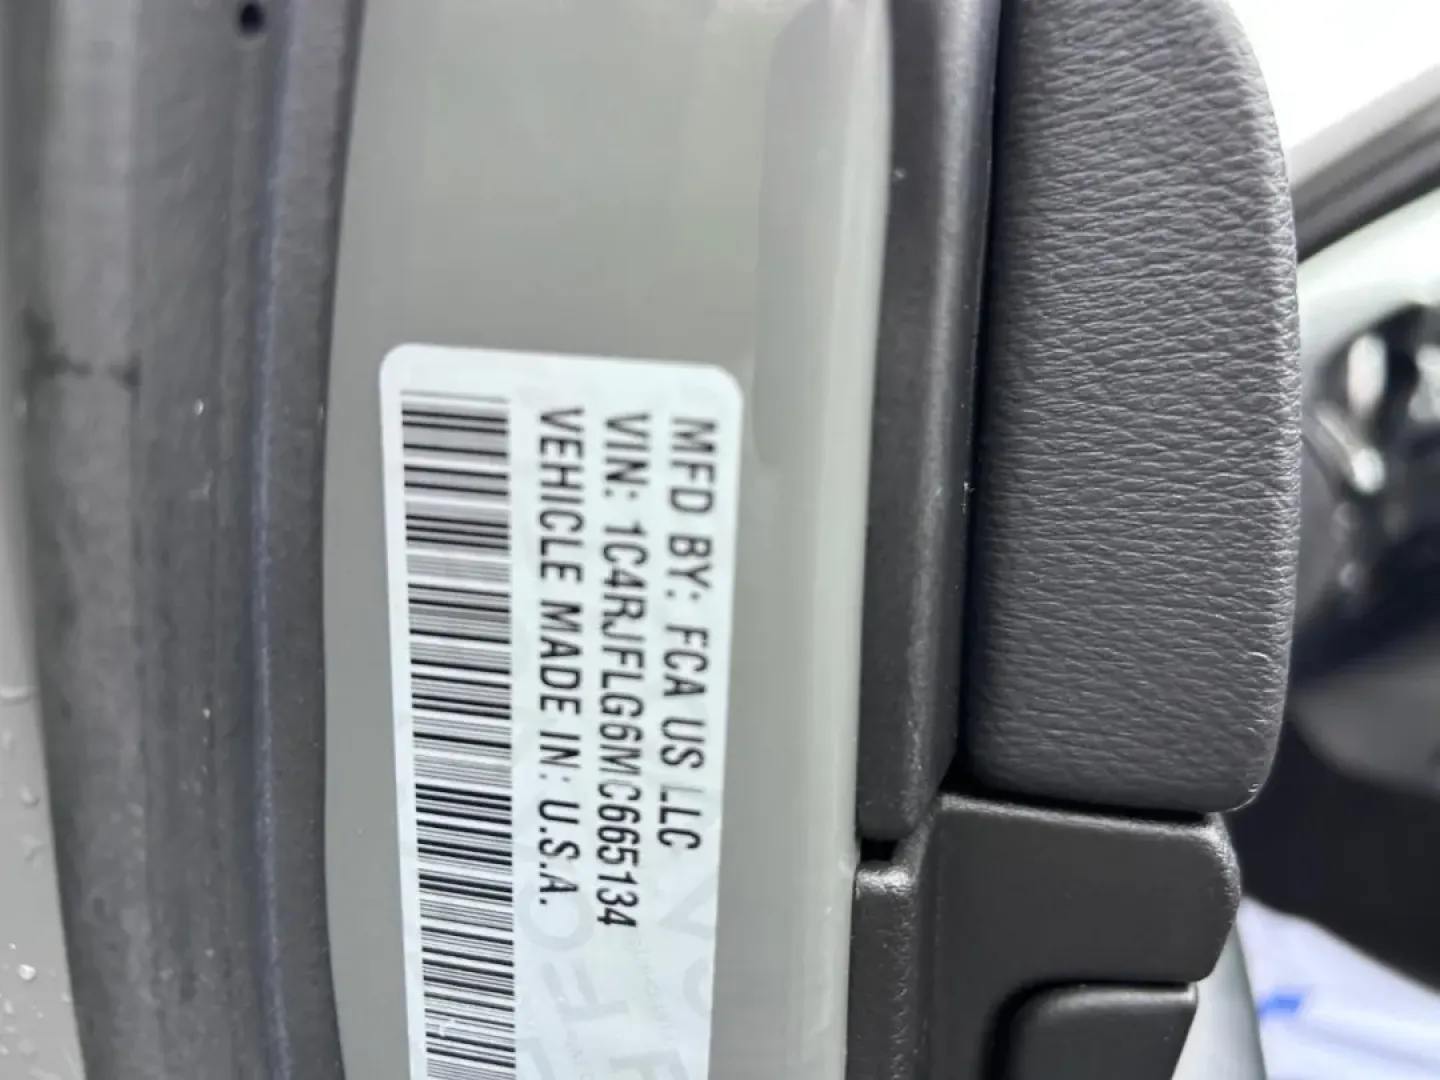 MFD BY: FCA US LLC
VIN: 1C4RJFLG6MC665134
VEHICLE MADE IN: U.S.A.